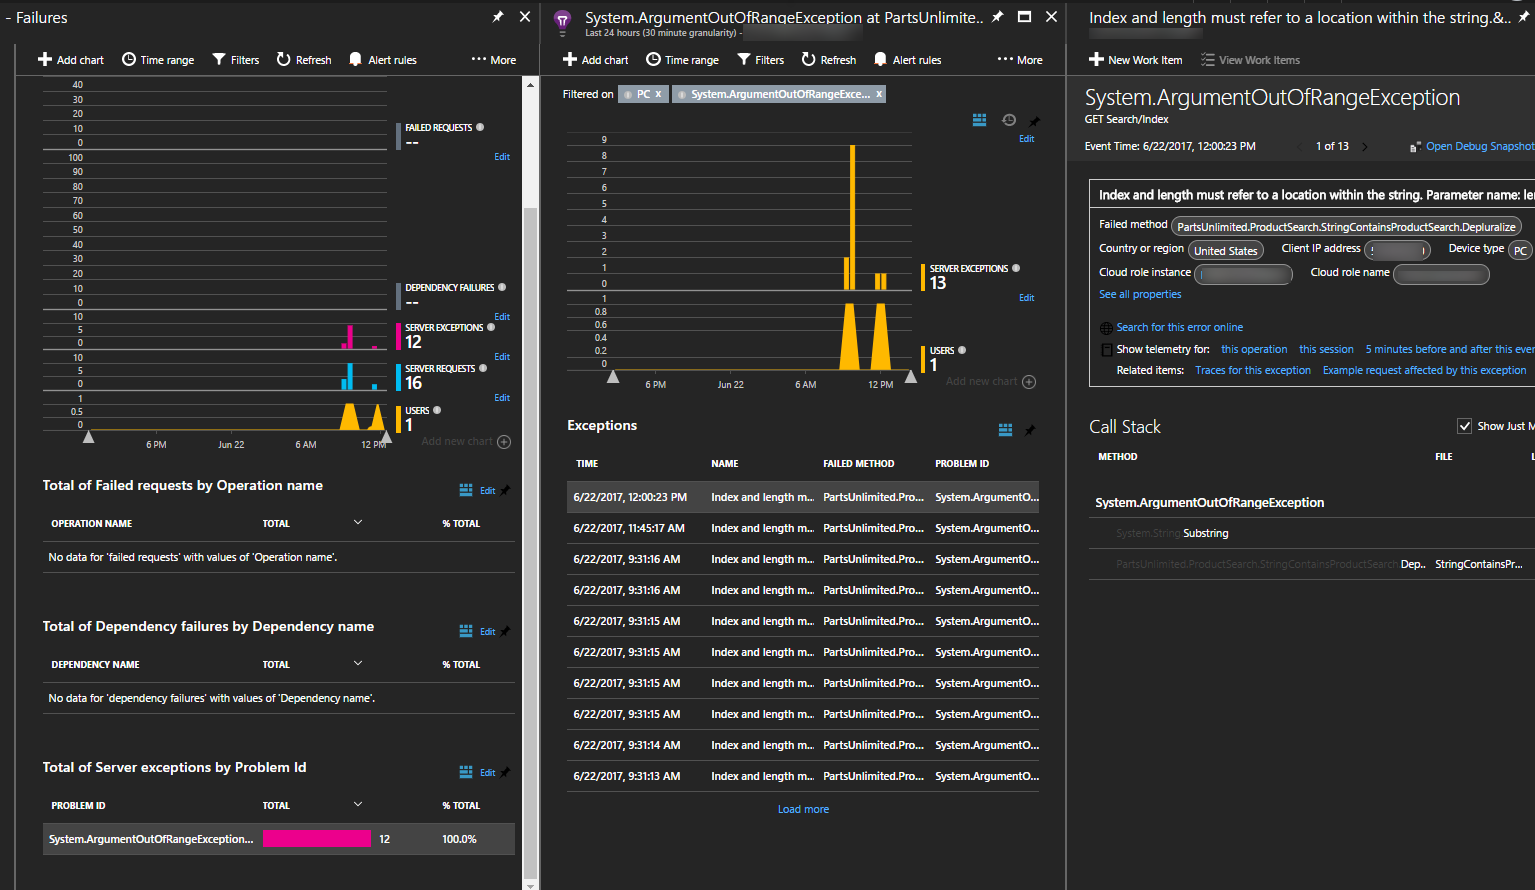 - Failures
Add chart Time range Filters Refresh Alert rules More
40
30
20
10
0
FAILED REQUESTS
--
Edit
100
90
80
70
60
50
40
30
20
10
0
DEPENDENCY FAILURES
--
Edit
10
5
0
SERVER EXCEPTIONS
12
Edit
10
5
0
SERVER REQUESTS
16
Edit
1
0.5
0
USERS
1
6 PM Jun 22 6 AM 12 PM
Add new chart
Total of Failed requests by Operation name
Edit
OPERATION NAME TOTAL % TOTAL
No data for 'failed requests' with values of 'Operation name'.
Total of Dependency failures by Dependency name
Edit
DEPENDENCY NAME TOTAL % TOTAL
No data for 'dependency failures' with values of 'Dependency name'.
Total of Server exceptions by Problem Id
Edit
PROBLEM ID TOTAL % TOTAL
System.ArgumentOutOfRangeException... 12 100.0%
System.ArgumentOutOfRangeException at PartsUnlimite..
Last 24 hours (30 minute granularity) -
Add chart Time range Filters Refresh Alert rules More
Filtered on PC x System.ArgumentOutOfRangeExce... x
Edit
9
8
7
6
5
4
3
2
1
0
SERVER EXCEPTIONS
13
Edit
1
0.8
0.6
0.4
0.2
0
USERS
1
6 PM Jun 22 6 AM 12 PM
Add new chart
Exceptions
TIME NAME FAILED METHOD PROBLEM ID
6/22/2017, 12:00:23 PM Index and length m... PartsUnlimited.Pro... System.ArgumentO...
6/22/2017, 11:45:17 AM Index and length m... PartsUnlimited.Pro... System.ArgumentO...
6/22/2017, 9:31:16 AM Index and length m... PartsUnlimited.Pro... System.ArgumentO...
6/22/2017, 9:31:16 AM Index and length m... PartsUnlimited.Pro... System.ArgumentO...
6/22/2017, 9:31:15 AM Index and length m... PartsUnlimited.Pro... System.ArgumentO...
6/22/2017, 9:31:15 AM Index and length m... PartsUnlimited.Pro... System.ArgumentO...
6/22/2017, 9:31:15 AM Index and length m... PartsUnlimited.Pro... System.ArgumentO...
6/22/2017, 9:31:15 AM Index and length m... PartsUnlimited.Pro... System.ArgumentO...
6/22/2017, 9:31:14 AM Index and length m... PartsUnlimited.Pro... System.ArgumentO...
6/22/2017, 9:31:13 AM Index and length m... PartsUnlimited.Pro... System.ArgumentO...
Load more
Index and length must refer to a location within the string.&..
New Work Item View Work Items
System.ArgumentOutOfRangeException
GET Search/Index
Event Time: 6/22/2017, 12:00:23 PM 1 of 13 Open Debug Snapshot
Index and length must refer to a location within the string. Parameter name: le
Failed method PartsUnlimited.ProductSearch.StringContainsProductSearch.Depluralize
Country or region United States Client IP address Device type PC
Cloud role instance Cloud role name
See all properties
Search for this error online
Show telemetry for: this operation this session 5 minutes before and after this eve
Related items: Traces for this exception Example request affected by this exception
Call Stack
Show Just M
METHOD FILE L
System.ArgumentOutOfRangeException
System.String.Substring
PartsUnlimited.ProductSearch.StringContainsProductSearch.Dep.. StringContainsPr...